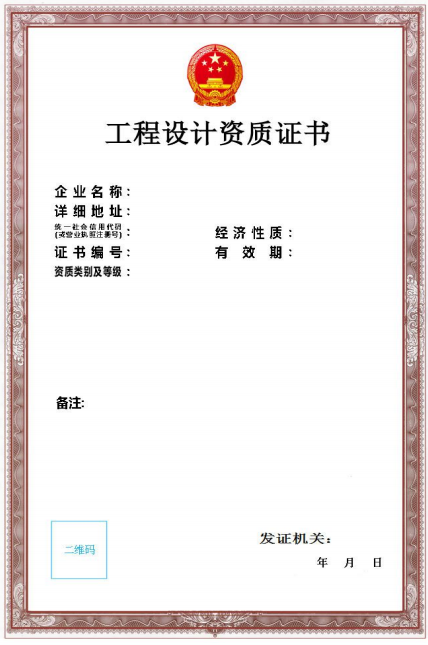 工程设计资质证书
企业名称：
详细地址：
统一社会信用代码
(或营业执照注册号)：
经济性质：
证书编号：
有效期：
资质类别及等级：
备注:
二维码
发证机关：
年 月 日